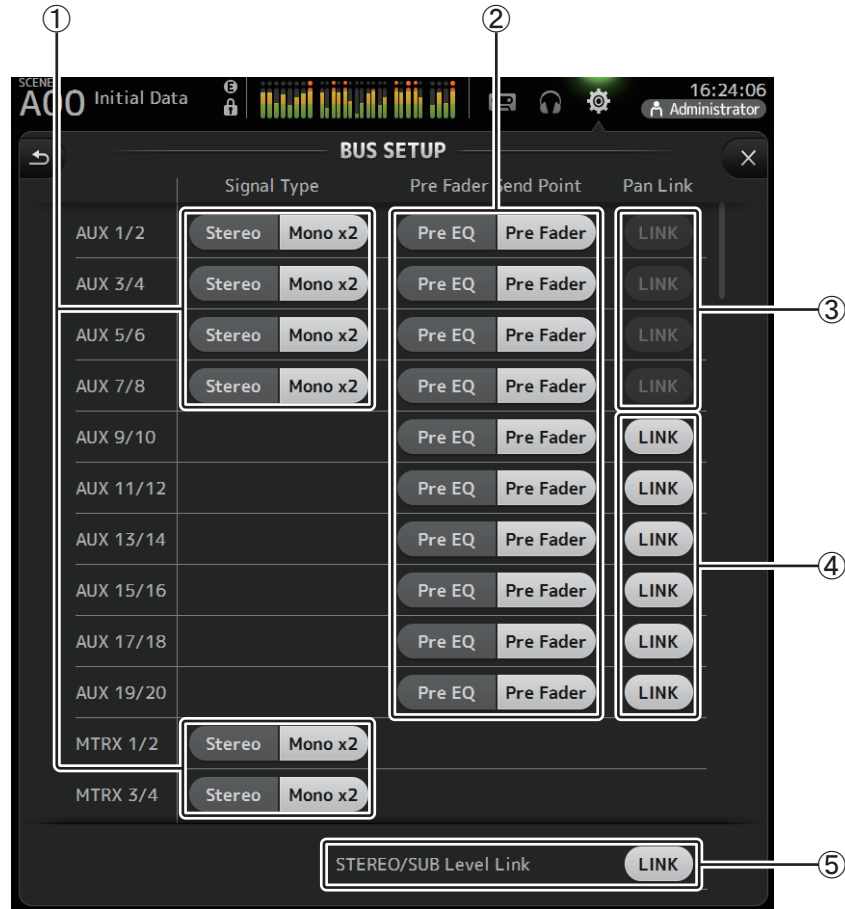 ① ②
SCENE
A00 Initial Data E 16:24:06
Administrator
BUS SETUP
Signal Type Pre Fader Send Point Pan Link
AUX 1/2 Stereo Mono x2 Pre EQ Pre Fader LINK
AUX 3/4 Stereo Mono x2 Pre EQ Pre Fader LINK
③
AUX 5/6 Stereo Mono x2 Pre EQ Pre Fader LINK
AUX 7/8 Stereo Mono x2 Pre EQ Pre Fader LINK
AUX 9/10 Pre EQ Pre Fader LINK
AUX 11/12 Pre EQ Pre Fader LINK
AUX 13/14 Pre EQ Pre Fader LINK
④
AUX 15/16 Pre EQ Pre Fader LINK
AUX 17/18 Pre EQ Pre Fader LINK
AUX 19/20 Pre EQ Pre Fader LINK
MTRX 1/2 Stereo Mono x2
MTRX 3/4 Stereo Mono x2
STEREO/SUB Level Link LINK ⑤